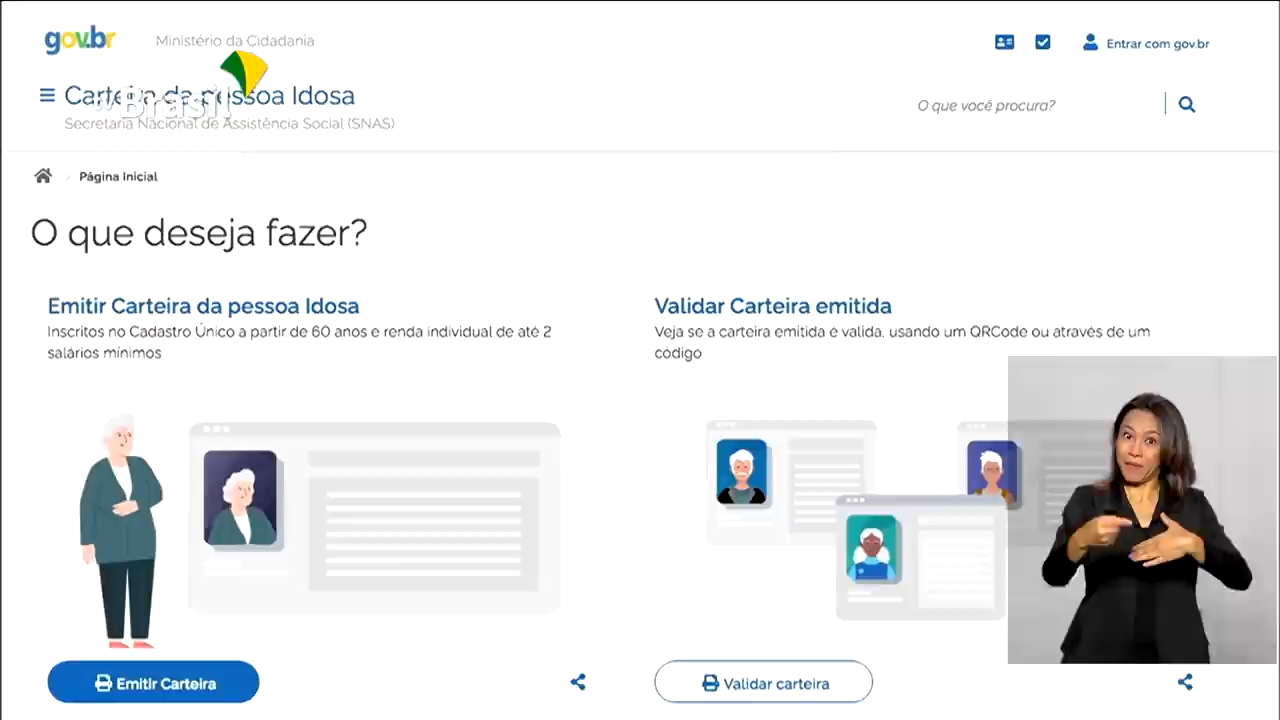 gov.br
Ministério da Cidadania
Entrar com gov.br
Carteira da pessoa Idosa
Brasil
Secretaria Nacional de Assistência Social (SNAS)
O que você procura?
Página Inicial
O que deseja fazer?
Emitir Carteira da pessoa Idosa
Inscritos no Cadastro Único a partir de 60 anos e renda individual de até 2
salários mínimos
Validar Carteira emitida
Veja se a carteira emitida é valida, usando um QRCode ou através de um
código
Emitir Carteira
Validar carteira